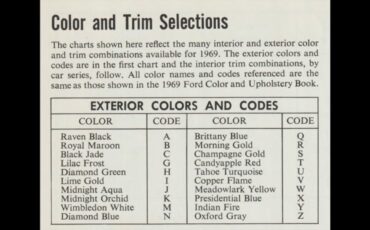 Color and Trim Selections
The charts shown here reflect the many interior and exterior color
and trim combinations available for 1969. The exterior colors and
codes are in the first chart and the interior trim combinations, by
car series, follow. All color names and codes referenced are the
same as those shown in the 1969 Ford Color and Upholstery Book.
EXTERIOR COLORS AND CODES
COLOR CODE COLOR CODE
Raven Black A Brittany Blue Q
Royal Maroon B Morning Gold R
Black Jade C Champagne Gold S
Lilac Frost G Candyapple Red T
Diamond Green H Tahoe Turquoise U
Lime Gold I Copper Flame V
Midnight Aqua J Meadowlark Yellow W
Midnight Orchid K Presidential Blue X
Wimbledon White M Indian Fire Y
Diamond Blue N Oxford Gray Z